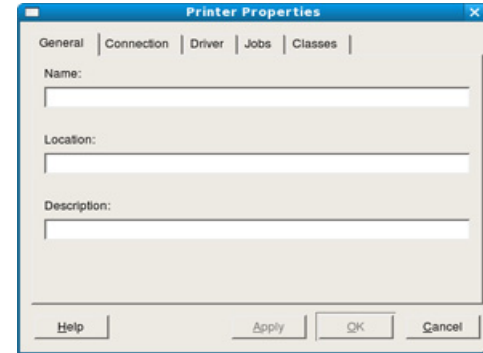 Printer Properties
General Connection Driver Jobs Classes
Name:
Location:
Description:
Help Apply OK Cancel